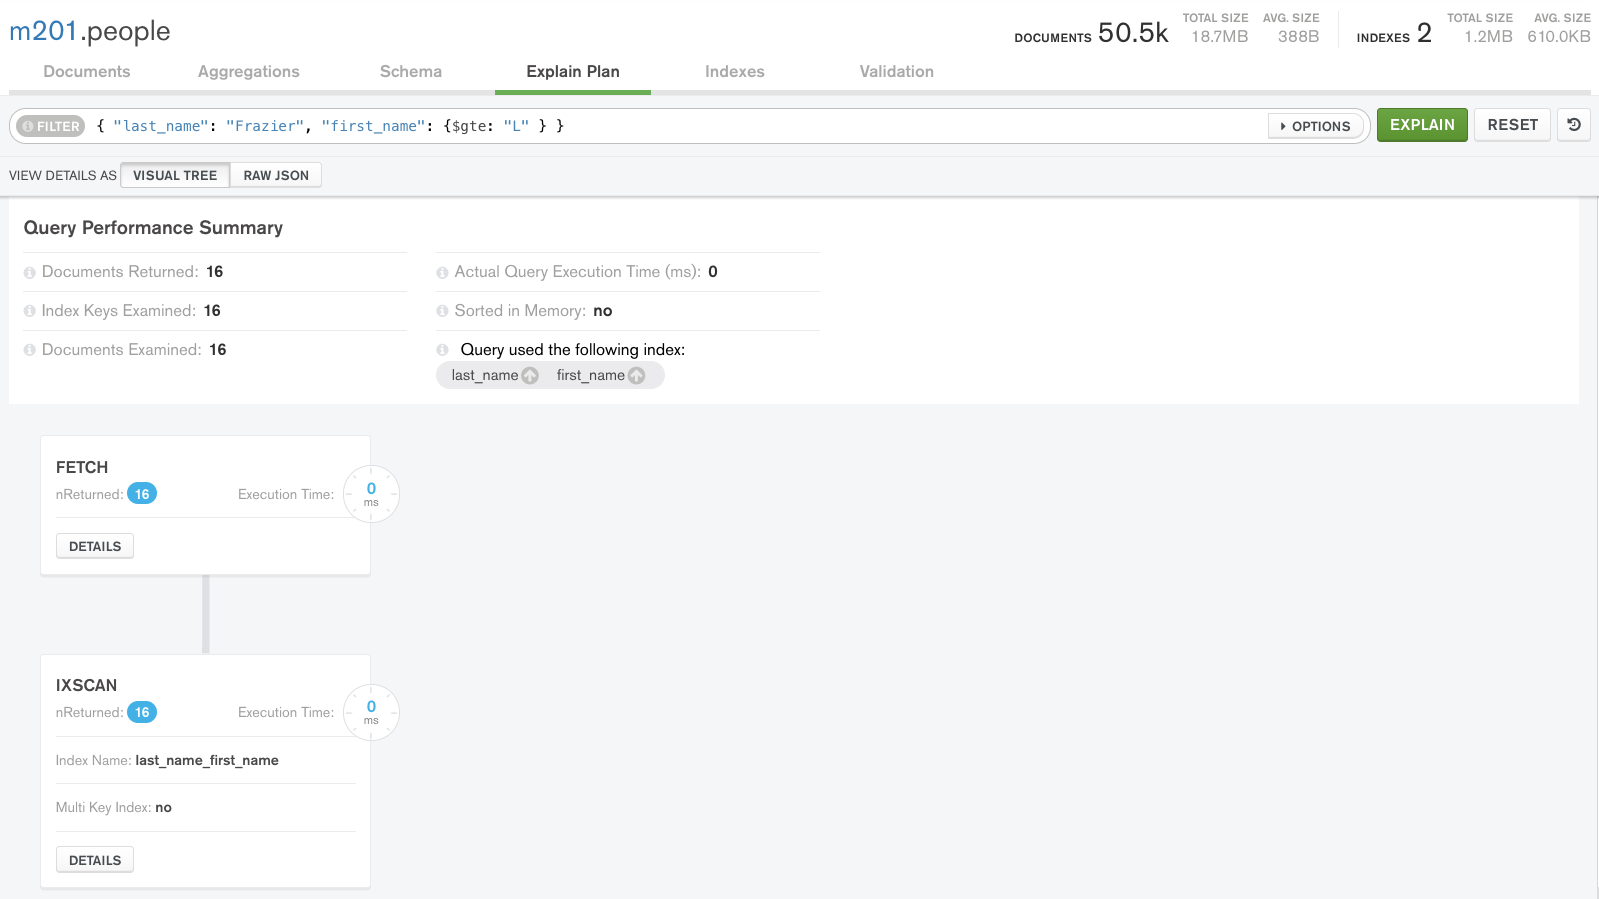 m201.people
DOCUMENTS 50.5k TOTAL SIZE 18.7MB AVG. SIZE 388B INDEXES 2 TOTAL SIZE 1.2MB AVG. SIZE 610.0KB
Documents Aggregations Schema Explain Plan Indexes Validation
FILTER { "last_name": "Frazier", "first_name": {$gte: "L" } } OPTIONS EXPLAIN RESET
VIEW DETAILS AS VISUAL TREE RAW JSON
Query Performance Summary
Documents Returned: 16
Index Keys Examined: 16
Documents Examined: 16
Actual Query Execution Time (ms): 0
Sorted in Memory: no
Query used the following index:
last_name first_name
FETCH
nReturned: 16 Execution Time: 0 ms
DETAILS
IXSCAN
nReturned: 16 Execution Time: 0 ms
Index Name: last_name_first_name
Multi Key Index: no
DETAILS